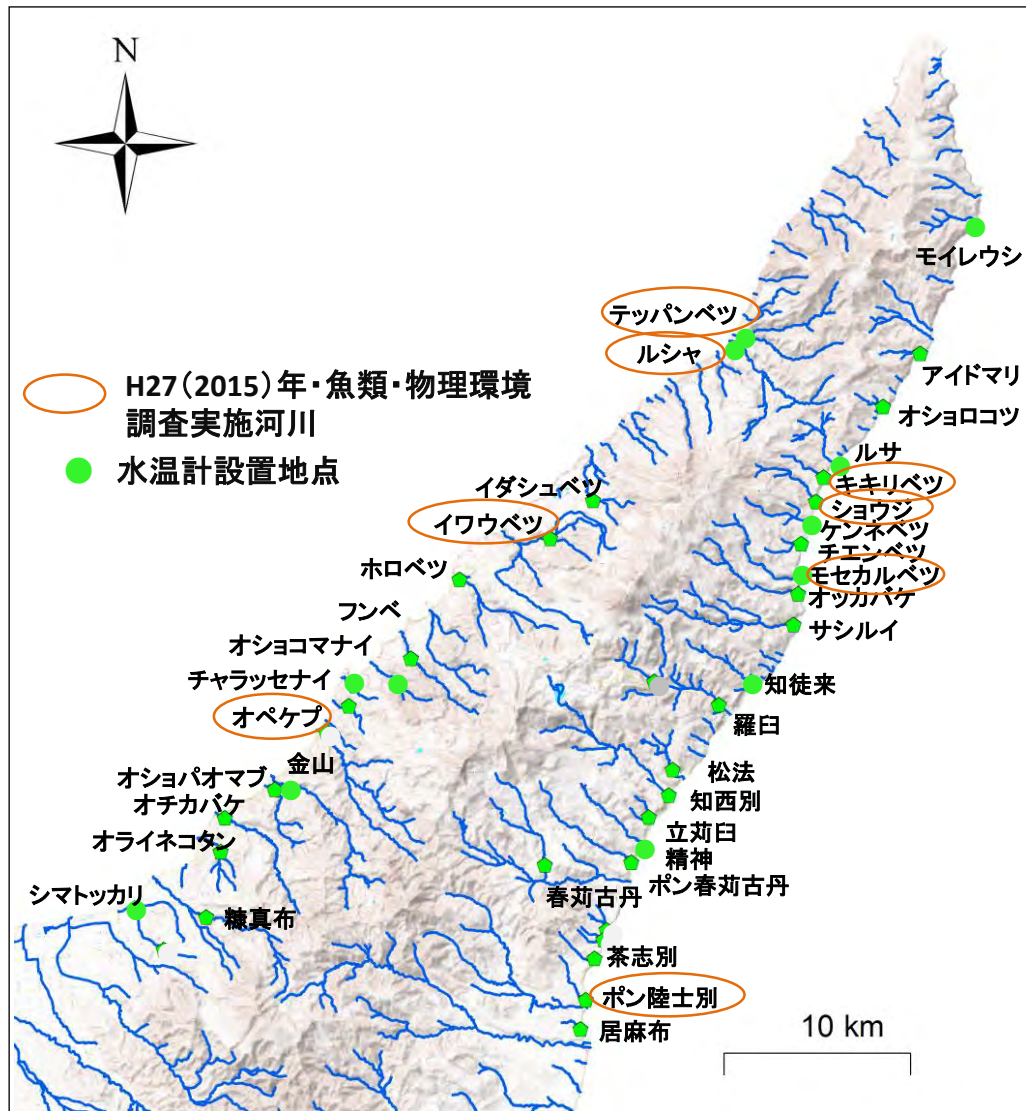 N
モイレウシ
テッパンベツ
ルシャ
アイドマリ
H27(2015)年・魚類・物理環境
調査実施河川
オショロコツ
水温計設置地点
ルサ
キキリベツ
イダシュベツ
ショウジ
イワウベツ
ケンネベツ
チエンベツ
ホロベツ
モセカルベツ
オッカバケ
フンベ
サシルイ
オショコマナイ
チャラッセナイ
知徒来
オペケプ
羅臼
金山
松法
オショパオマブ
知西別
オチカバケ
立苅臼
オライネコタン
精神
ポン春苅古丹
春苅古丹
シマトッカリ
糠真布
茶志別
ポン陸士別
10 km
居麻布